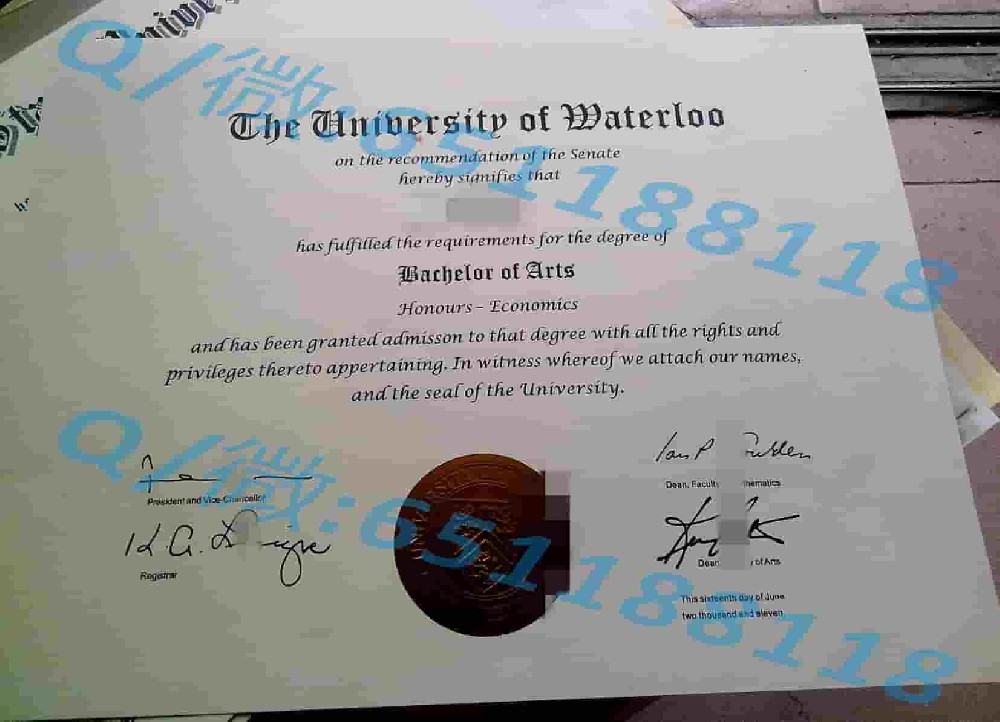 Q/微:651188118
The University of Waterloo
on the recommendation of the Senate
hereby signifies that
has fulfilled the requirements for the degree of
Bachelor of Arts
Honours - Economics
and has been granted admisson to that degree with all the rights and
privileges thereto appertaining. In witness whereof we attach our names,
and the seal of the University.
President and Vice-Chancellor
Registrar
Dean, Facult
thematics
Dean
of Arts
This sixteenth day of June
two thousand and eleven
Q/微:651188118